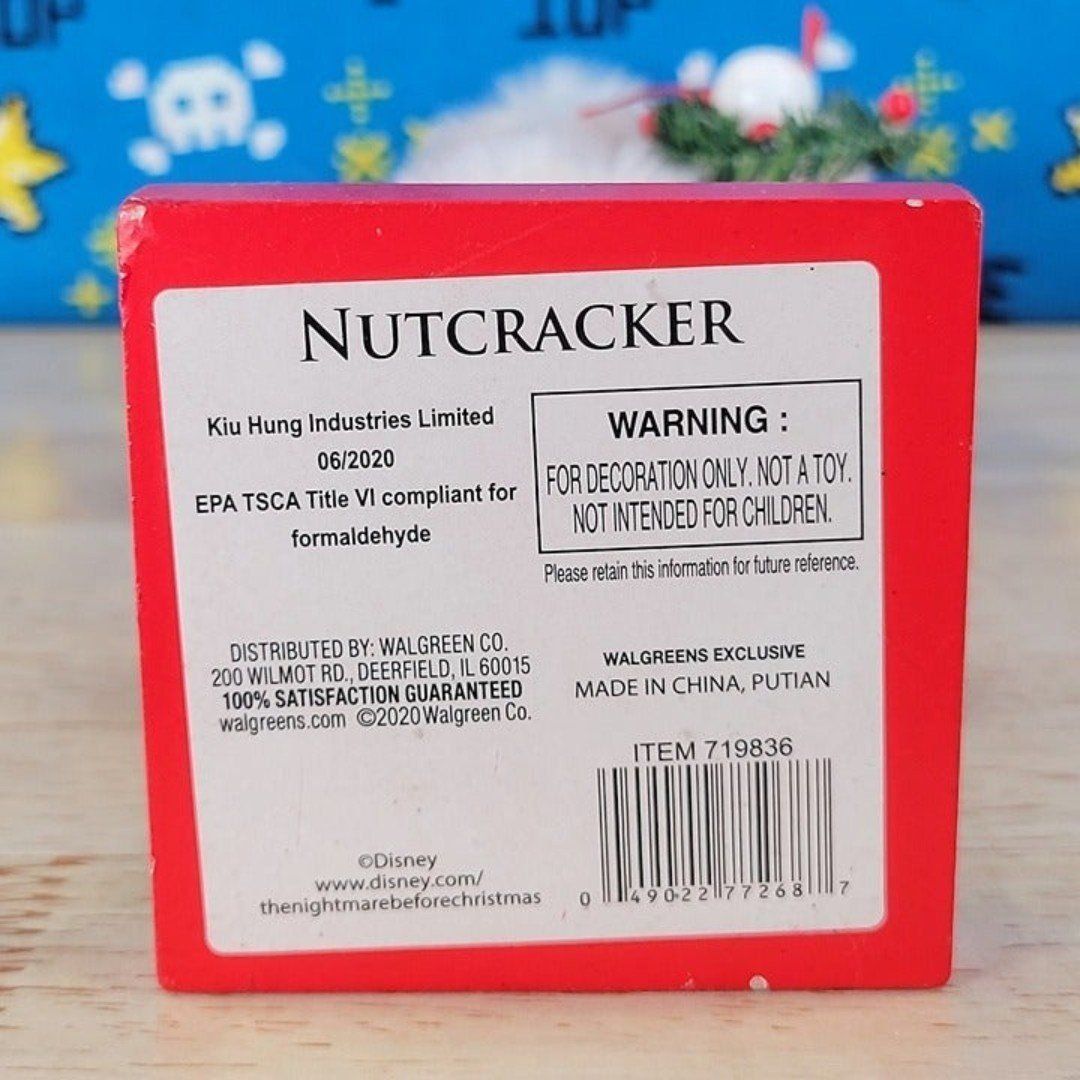 NUTCRACKER
Kiu Hung Industries Limited
06/2020
EPA TSCA Title VI compliant for
formaldehyde
WARNING :
FOR DECORATION ONLY. NOT A TOY.
NOT INTENDED FOR CHILDREN.
Please retain this information for future reference.
DISTRIBUTED BY: WALGREEN CO.
200 WILMOT RD., DEERFIELD, IL 60015
100% SATISFACTION GUARANTEED
walgreens.com ©2020 Walgreen Co.
WALGREENS EXCLUSIVE
MADE IN CHINA, PUTIAN
ITEM 719836
0 49022 77268 7
©Disney
www.disney.com/
thenightmarebeforechristmas